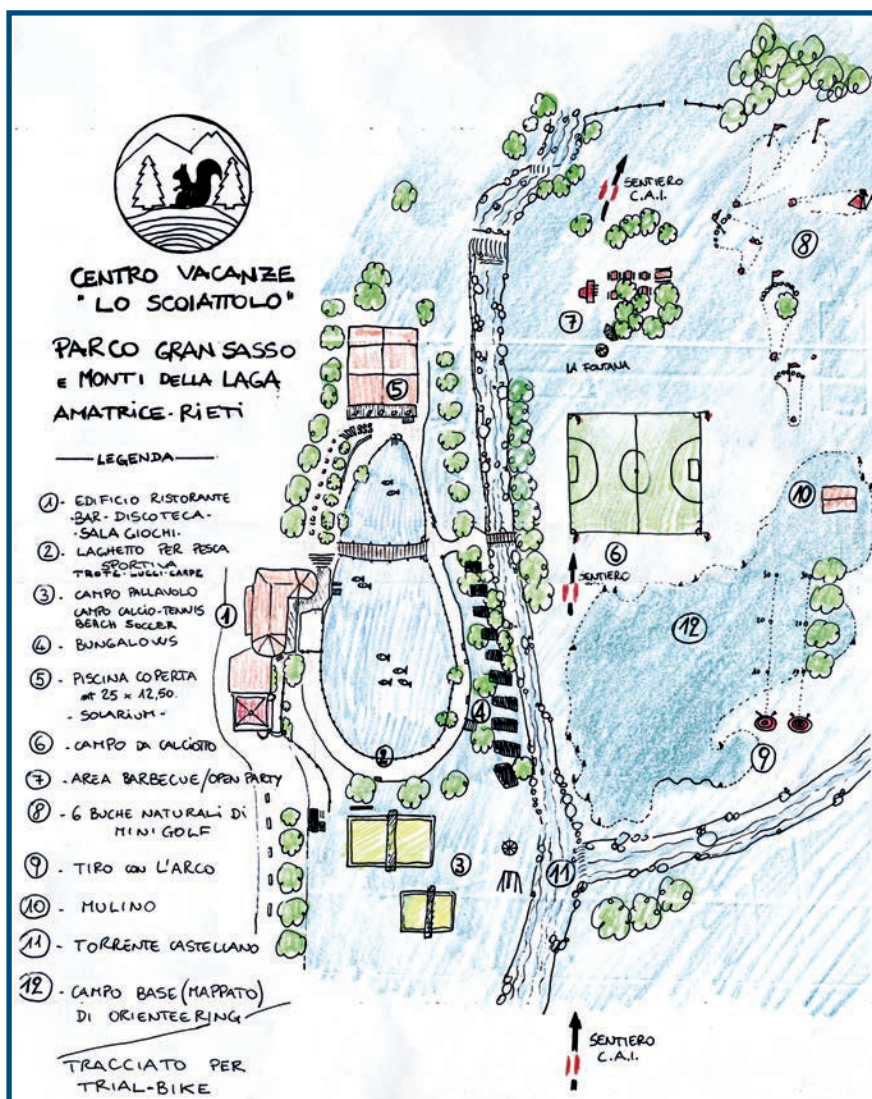 CENTRO VACANZE
"LO SCOIATTOLO"
PARCO GRAN SASSO
E MONTI DELLA LAGA
AMATRICE - RIETI
LEGENDA
1 - EDIFICIO RISTORANTE
- BAR - DISCOTECA -
- SALA GIOCHI.
2 - LAGHETTO PER PESCA
SPORTIVA
TROTE - LUCCI - CARPE
3 - CAMPO PALLAVOLO
CAMPO CALCIO - TENNIS
BEACH SOCCER
4 - BUNGALOWS
5 - PISCINA COPERTA
mt 25 x 12,50.
- SOLARIUM -
6 - CAMPO DA CALCIOTTO
7 - AREA BARBECUE/OPEN PARTY
8 - 6 BUCHE NATURALI DI
MINIGOLF
9 - TIRO CON L'ARCO
10 - MULINO
11 - TORRENTE CASTELLANO
12 - CAMPO BASE (MAPPATO)
DI ORIENTEERING
TRACCIATO PER
TRIAL-BIKE
SENTIERO
C.A.I.
8
7
LA FONTANA
5
10
6
SENTIERO
1
12
4
9
2
3
11
SENTIERO
C.A.I.